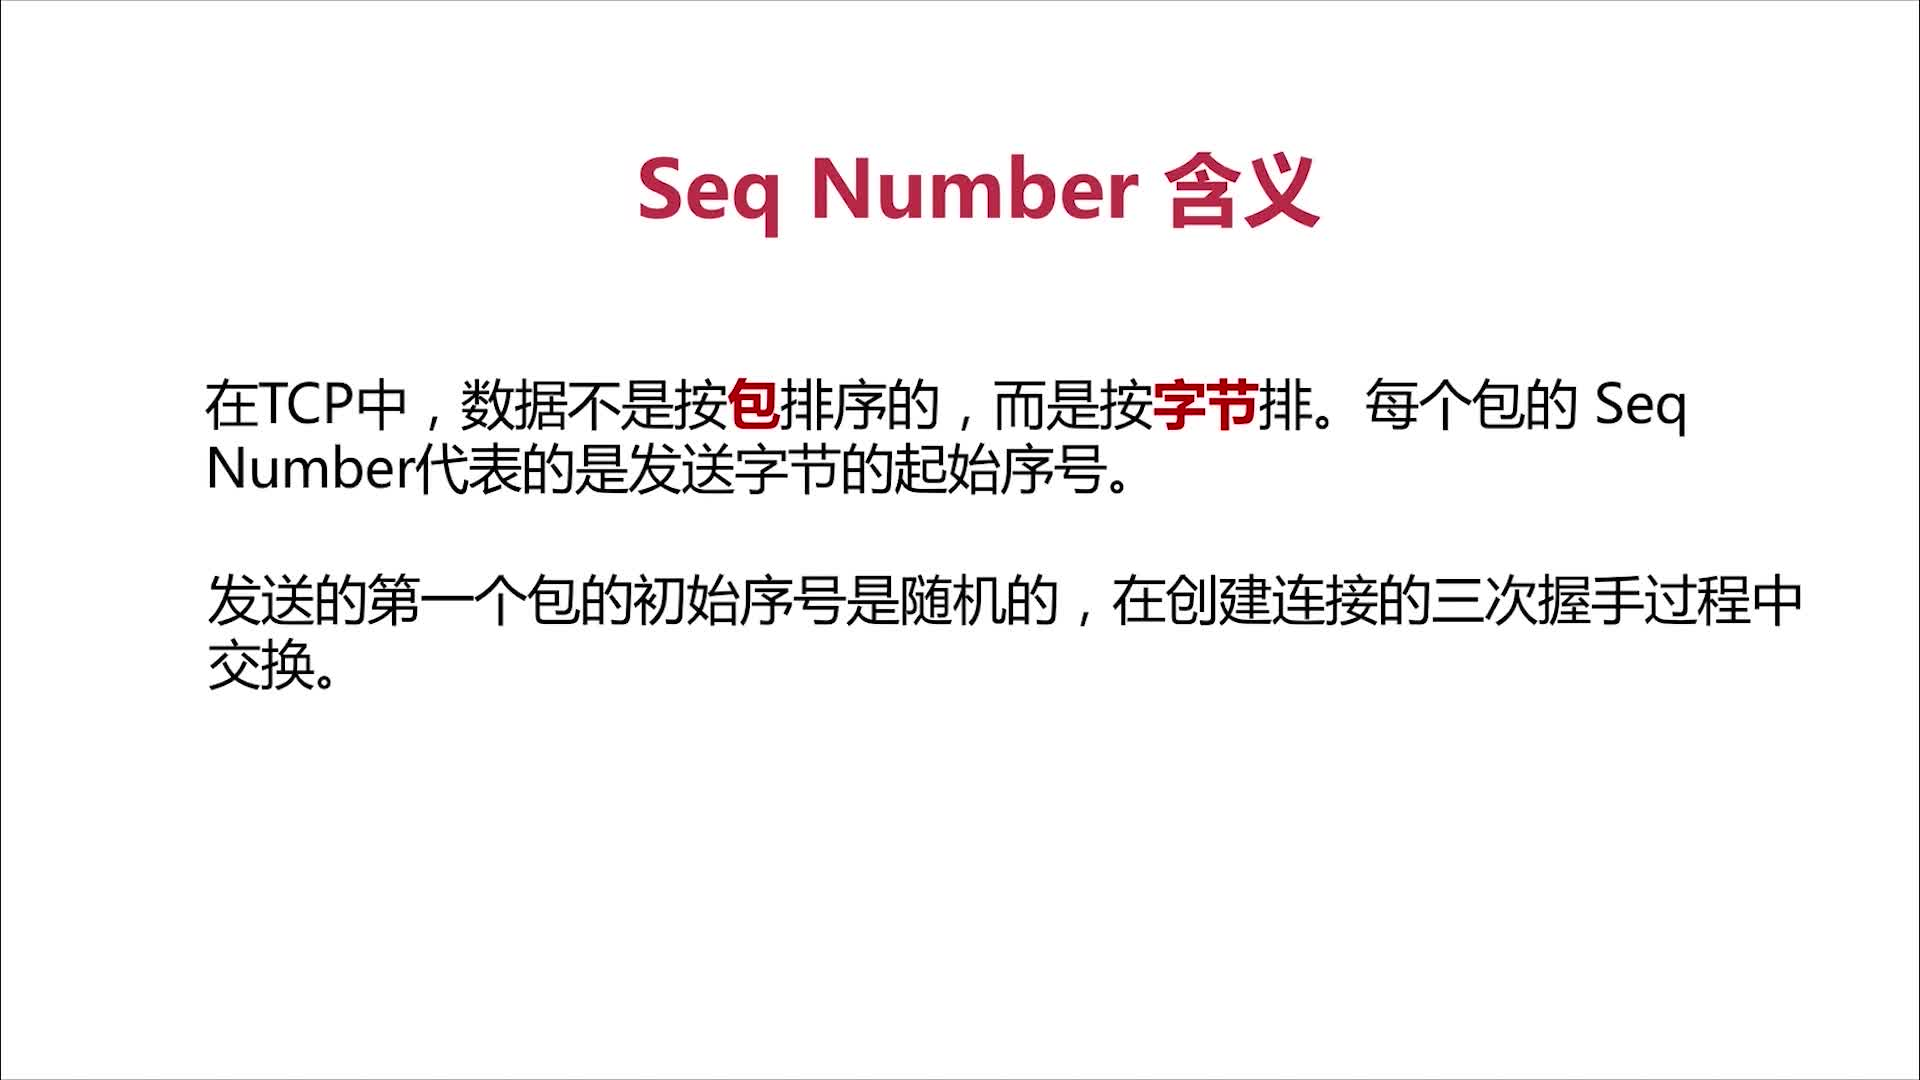 Seq Number 含义
在TCP中，数据不是按包排序的，而是按字节排。每个包的 Seq
Number代表的是发送字节的起始序号。
发送的第一个包的初始序号是随机的，在创建连接的三次握手过程中
交换。